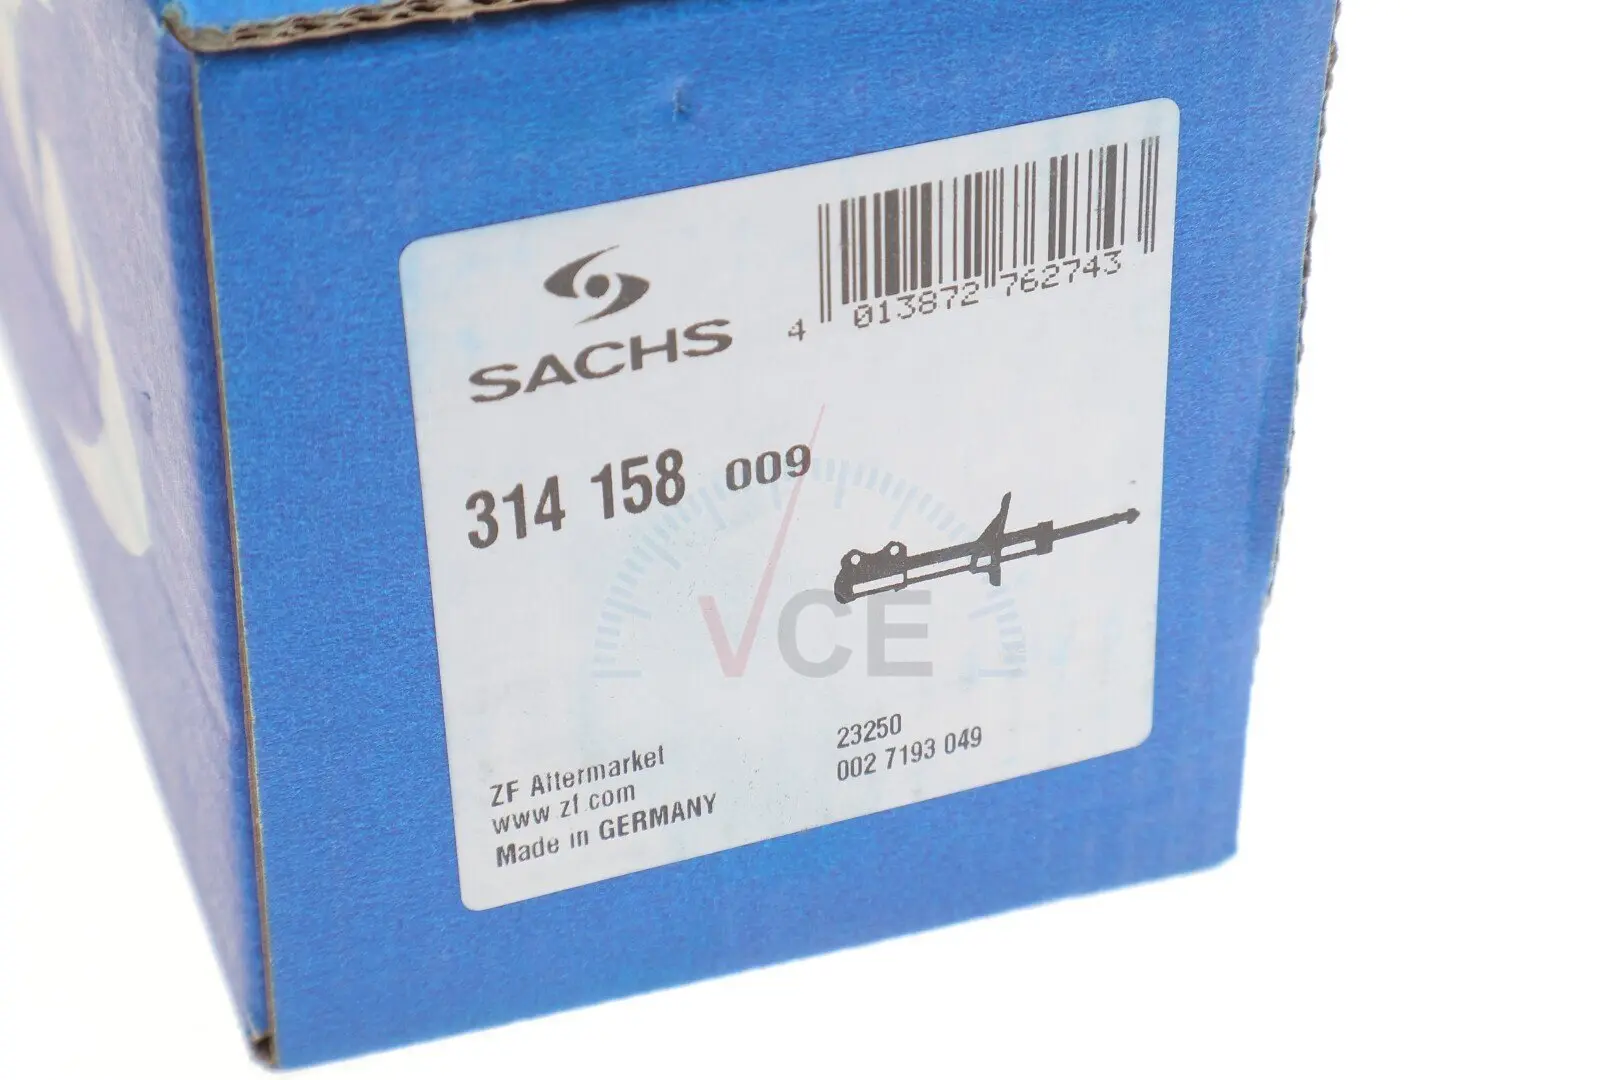 SACHS
4 013872 762743
314 158 009
VCE
23250
002 7193 049
ZF Aftermarket
www.zf.com
Made in GERMANY